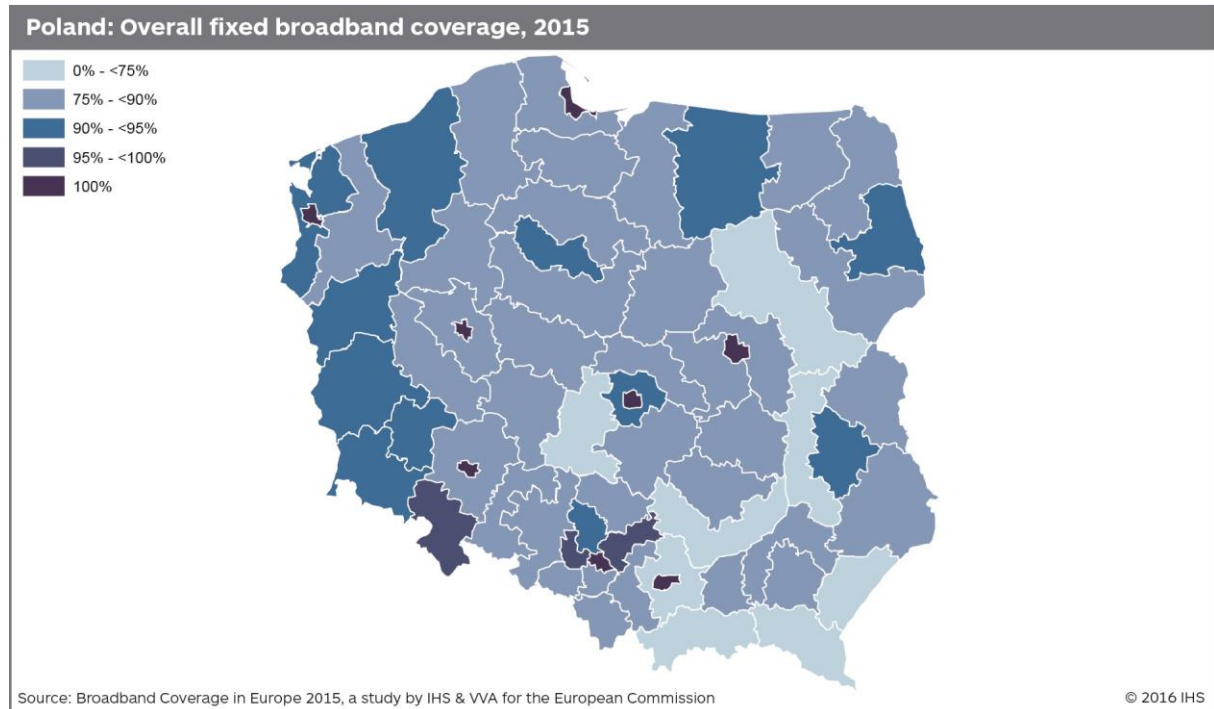 Poland: Overall fixed broadband coverage, 2015
0% - <75%
75% - <90%
90% - <95%
95% - <100%
100%
Source: Broadband Coverage in Europe 2015, a study by IHS & VVA for the European Commission
© 2016 IHS